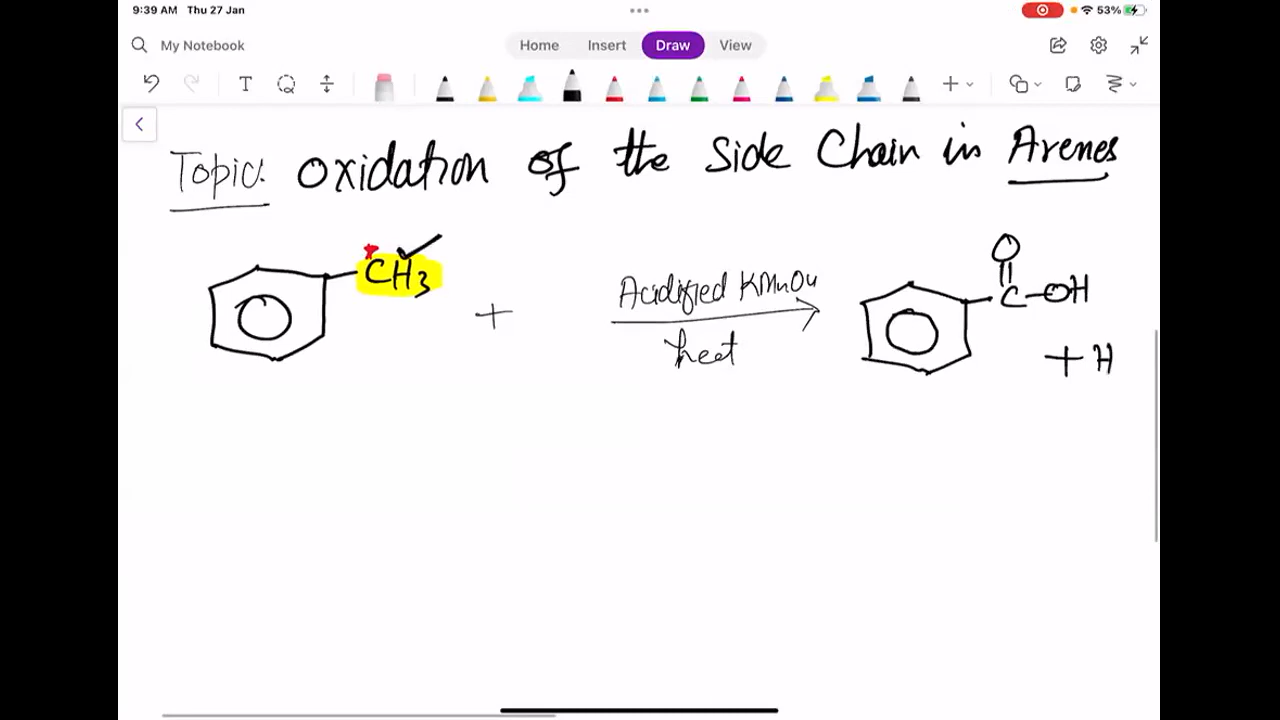 9:39 AM Thu 27 Jan
53%
My Notebook
Home Insert Draw View
Topic: Oxidation of the Side Chain in Arenes
CH3
+
Acidified KMnO4
heet
O
C-OH
+ H